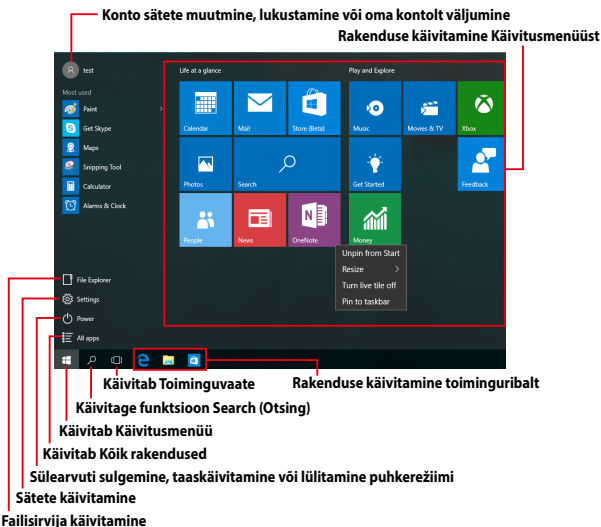 Konto sätete muutmine, lukustamine või oma kontolt väljumine
Rakenduse käivitamine Käivitusmenüüst
test
Most used
Paint
Get Skype
Maps
Snipping Tool
Calculator
Alarms & Clock
File Explorer
Settings
Power
All apps
Life at a glance
Play and Explore
Calendar
Mail
Store (Beta)
Music
Movies & TV
Xbox
Photos
Search
Get Started
Feedback
People
News
OneNote
Money
Unpin from Start
Resize
Turn live tile off
Pin to taskbar
Käivitab Toiminguvaate
Rakenduse käivitamine toiminguribalt
Käivitage funktsioon Search (Otsing)
Käivitab Käivitusmenüü
Käivitab Kõik rakendused
Sülearvuti sulgemine, taaskäivitamine või lülitamine puhkerežiimi
Sätete käivitamine
Failisirvija käivitamine